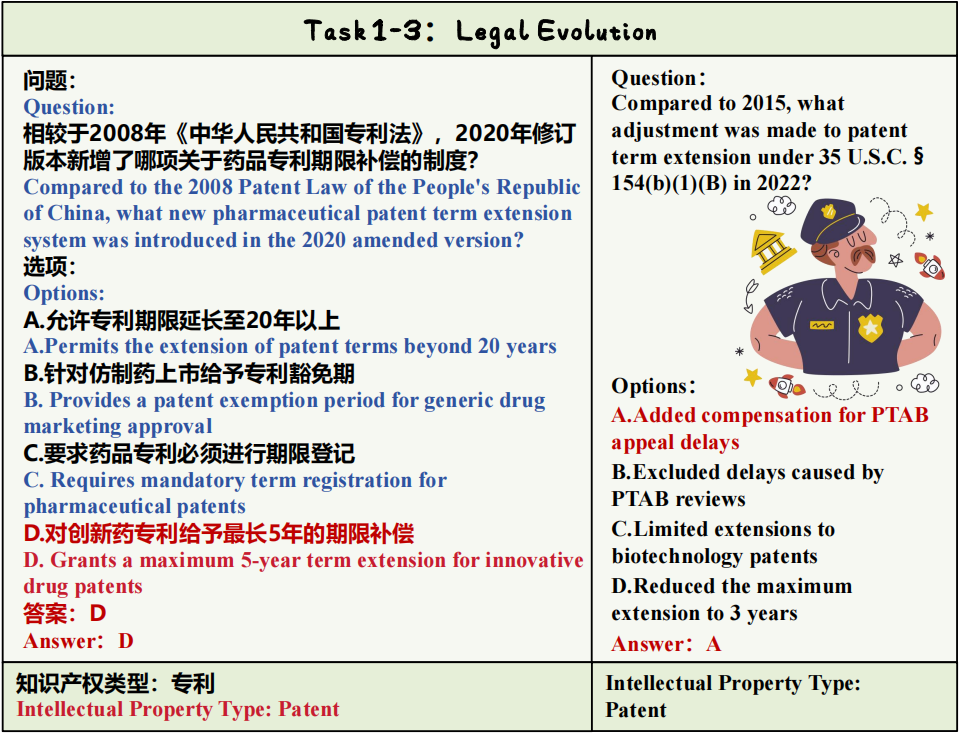 Task 1-3: Legal Evolution
问题：
Question:
相较于2008年《中华人民共和国专利法》，2020年修订
版本新增了哪项关于药品专利期限补偿的制度？
Compared to the 2008 Patent Law of the People's Republic
of China, what new pharmaceutical patent term extension
system was introduced in the 2020 amended version?
选项：
Options:
A.允许专利期限延长至20年以上
A.Permits the extension of patent terms beyond 20 years
B.针对仿制药上市给予专利豁免期
B. Provides a patent exemption period for generic drug
marketing approval
C.要求药品专利必须进行期限登记
C. Requires mandatory term registration for
pharmaceutical patents
D.对创新药专利给予最长5年的期限补偿
D. Grants a maximum 5-year term extension for innovative
drug patents
答案：D
Answer：D
知识产权类型：专利
Intellectual Property Type: Patent
Question：
Compared to 2015, what
adjustment was made to patent
term extension under 35 U.S.C. §
154(b)(1)(B) in 2022?
Options：
A.Added compensation for PTAB
appeal delays
B.Excluded delays caused by
PTAB reviews
C.Limited extensions to
biotechnology patents
D.Reduced the maximum
extension to 3 years
Answer：A
Intellectual Property Type:
Patent